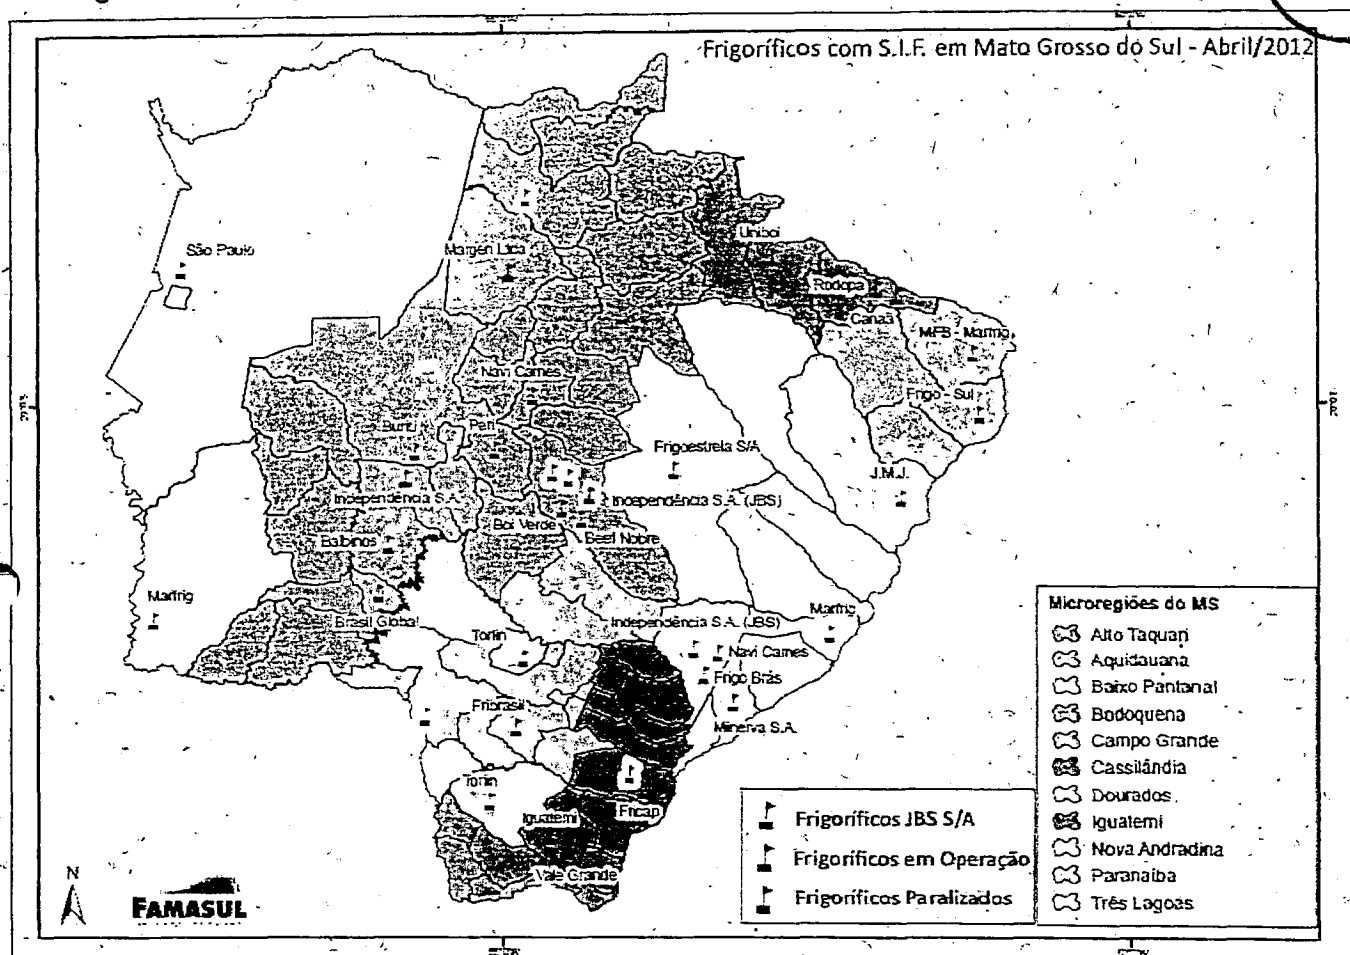 Frigoríficos com S.I.F. em Mato Grosso do Sul - Abril/2012
São Paulo
Margen Ltda
Uniboi
Rodopa
Canaã
MFB - Marfrig
Navi Carnes
Frigo - Sul
Buriti
Peri
Frigoestrela S/A
J.M.J.
Independência S.A.
Independência S.A. (JBS)
Boi Verde
Beef Nobre
Balbinos
Marfrig
Brasil Global
Independência S.A. (JBS)
Marfrig
Torlin
Navi Carnes
Frigo Brás
Fribrasil
Minerva S.A.
Torlin
Iguatemi
Fricap
Vale Grande
Microregiões do MS
Alto Taquari
Aquidauana
Baixo Pantanal
Bodoquena
Campo Grande
Cassilândia
Dourados
Iguatemi
Nova Andradina
Paranaíba
Três Lagoas
Frigoríficos JBS S/A
Frigoríficos em Operação
Frigoríficos Paralizados
N
FAMASUL